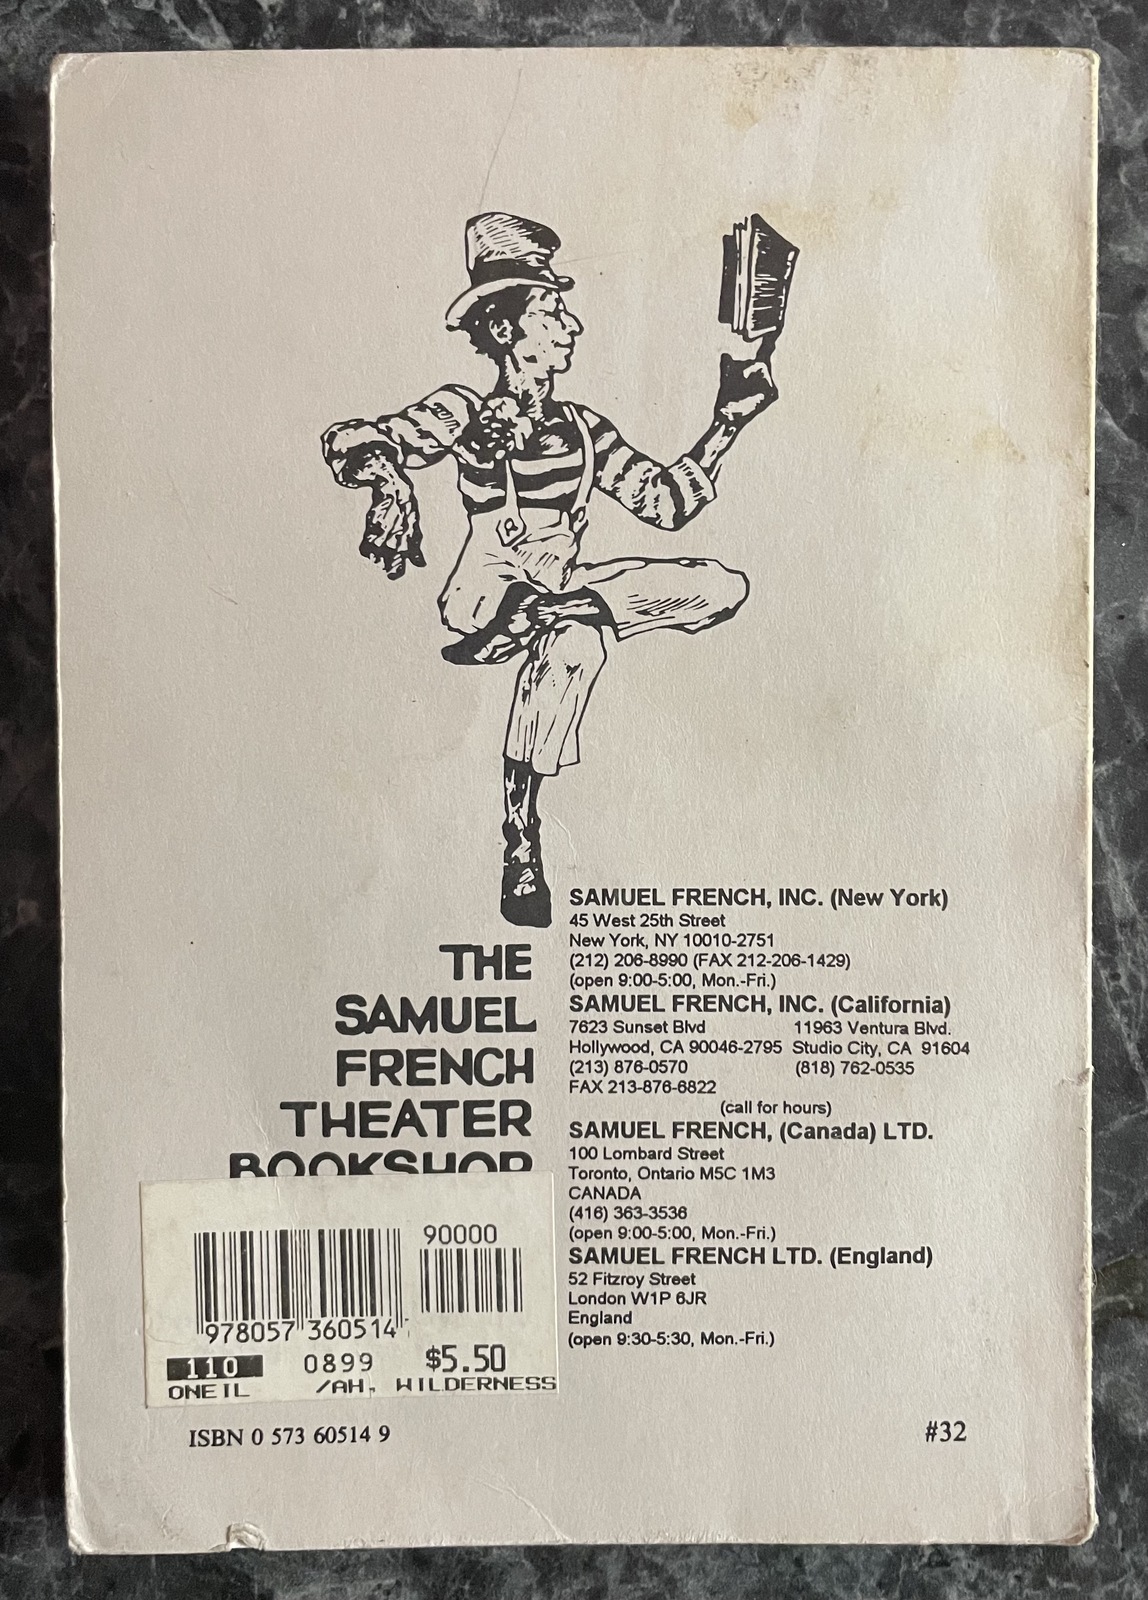 THE
SAMUEL
FRENCH
THEATER
BOOKSHOP
SAMUEL FRENCH, INC. (New York)
45 West 25th Street
New York, NY 10010-2751
(212) 206-8990 (FAX 212-206-1429)
(open 9:00-5:00, Mon.-Fri.)
SAMUEL FRENCH, INC. (California)
7623 Sunset Blvd 11963 Ventura Blvd.
Hollywood, CA 90046-2795 Studio City, CA 91604
(213) 876-0570 (818) 762-0535
FAX 213-876-6822
(call for hours)
SAMUEL FRENCH, (Canada) LTD.
100 Lombard Street
Toronto, Ontario M5C 1M3
CANADA
(416) 363-3536
(open 9:00-5:00, Mon.-Fri.)
SAMUEL FRENCH LTD. (England)
52 Fitzroy Street
London W1P 6JR
England
(open 9:30-5:30, Mon.-Fri.)
90000
978057 360514
110 0899 $5.50
ONEIL /AH, WILDERNESS
ISBN 0 573 60514 9
#32